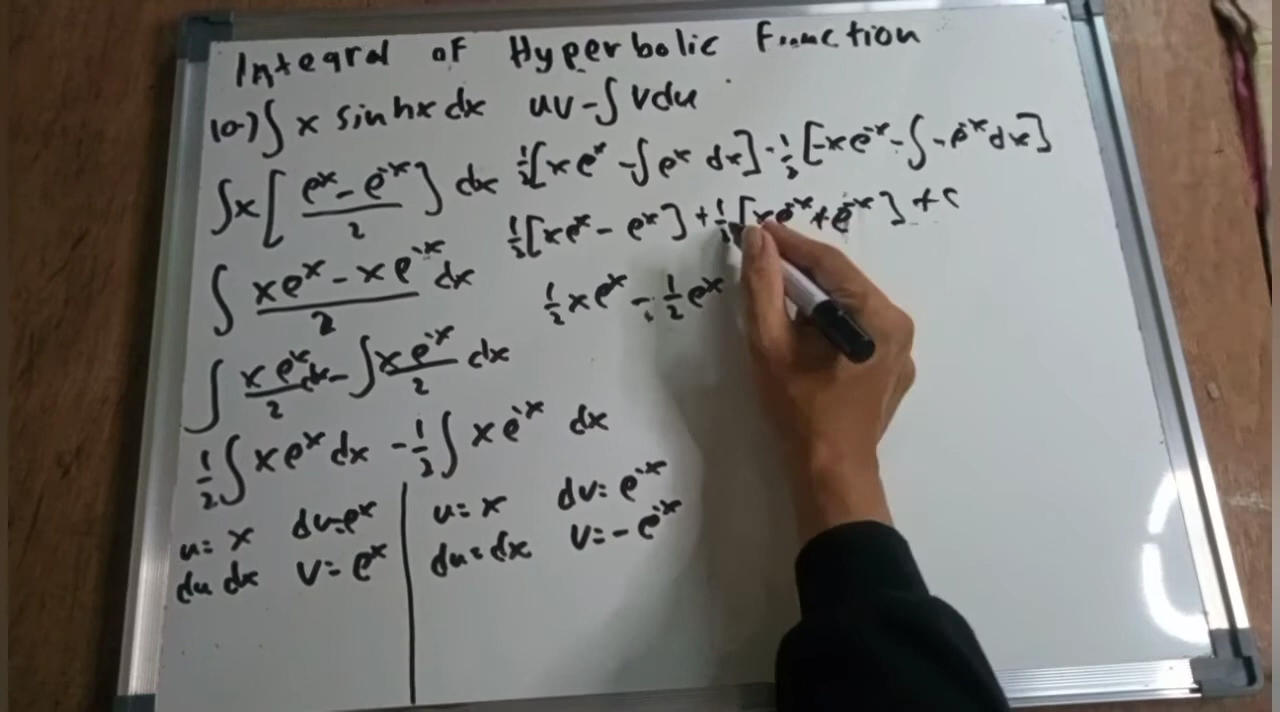 Integral of Hyperbolic Function
10.) ∫ x sinhx dx uv - ∫ vdu
∫ x [ (e^x - e^-x) / 2 ] dx
∫ (xe^x - xe^-x) / 2 dx
∫ xe^x / 2 dx - ∫ xe^-x / 2 dx
1/2 ∫ xe^x dx - 1/2 ∫ xe^-x dx
u = x dv = e^x
du dx v = e^x
u = x dv = e^-x
du = dx v = -e^-x
1/2 [xe^x - ∫ e^x dx] - 1/2 [-xe^-x - ∫ -e^-x dx]
1/2 [xe^x - e^x] + 1/2 [xe^-x + e^-x] + c
1/2 xe^x - 1/2 e^x